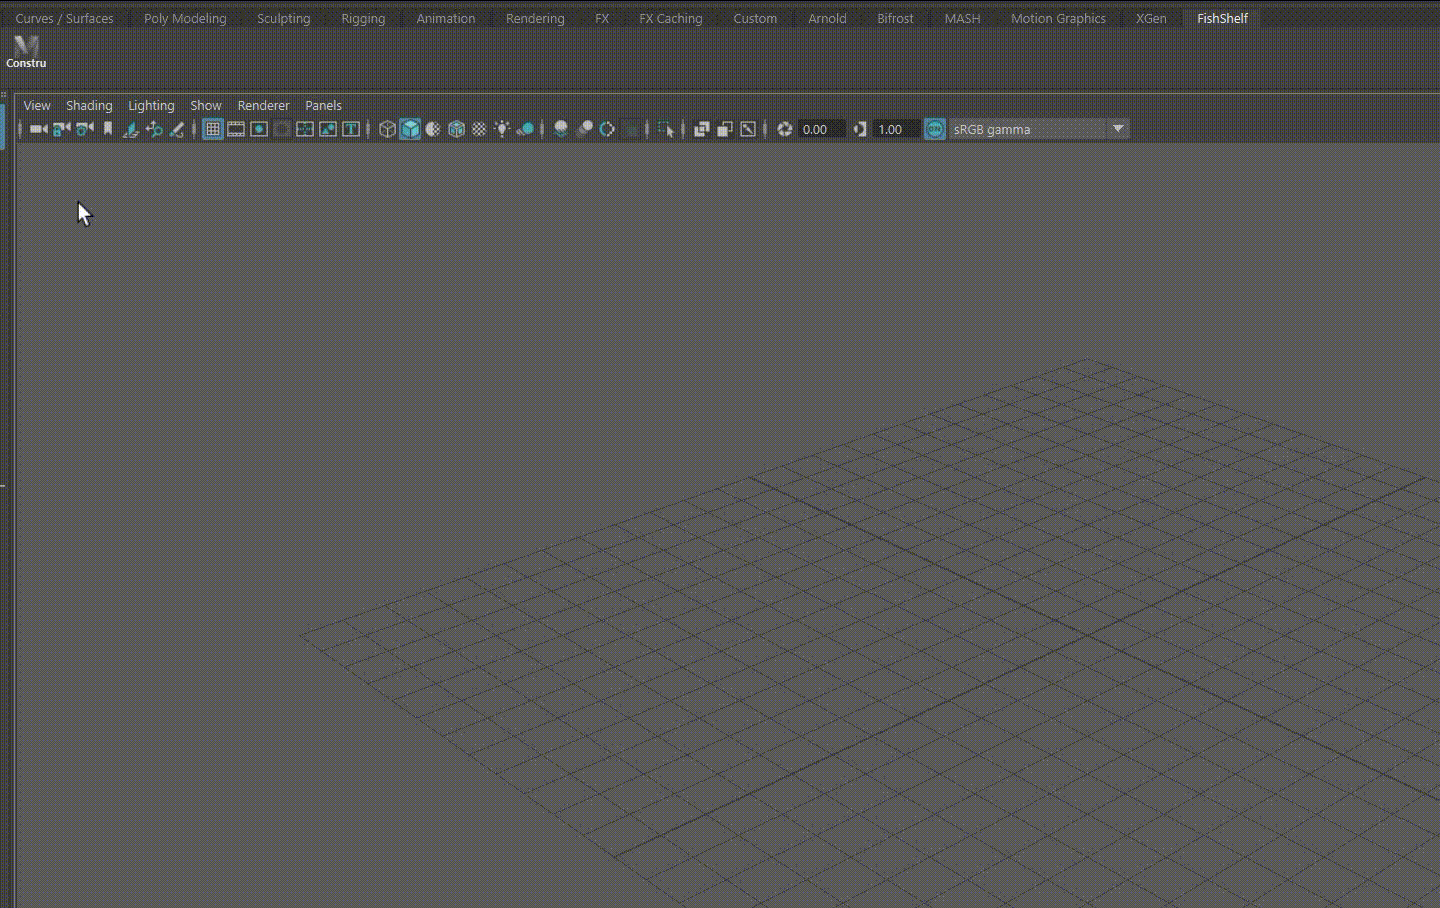 Curves / Surfaces Poly Modeling Sculpting Rigging Animation Rendering FX FX Caching Custom Arnold Bifrost MASH Motion Graphics XGen FishShelf
Constru
View Shading Lighting Show Renderer Panels
0.00 1.00 ON sRGB gamma